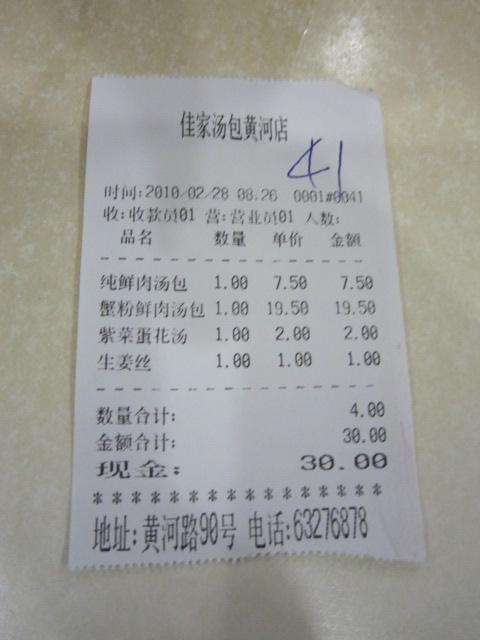 佳家汤包黄河店
41
时间:2010/02/28 08.26 0001#0041
收:收款员01 营:营业员01 人数:
品名 数量 单价 金额
纯鲜肉汤包 1.00 7.50 7.50
蟹粉鲜肉汤包 1.00 19.50 19.50
紫菜蛋花汤 1.00 2.00 2.00
生姜丝 1.00 1.00 1.00
数量合计: 4.00
金额合计: 30.00
现金: 30.00
* * * * * * * * * * * * * * * *
地址:黄河路90号 电话:63276878